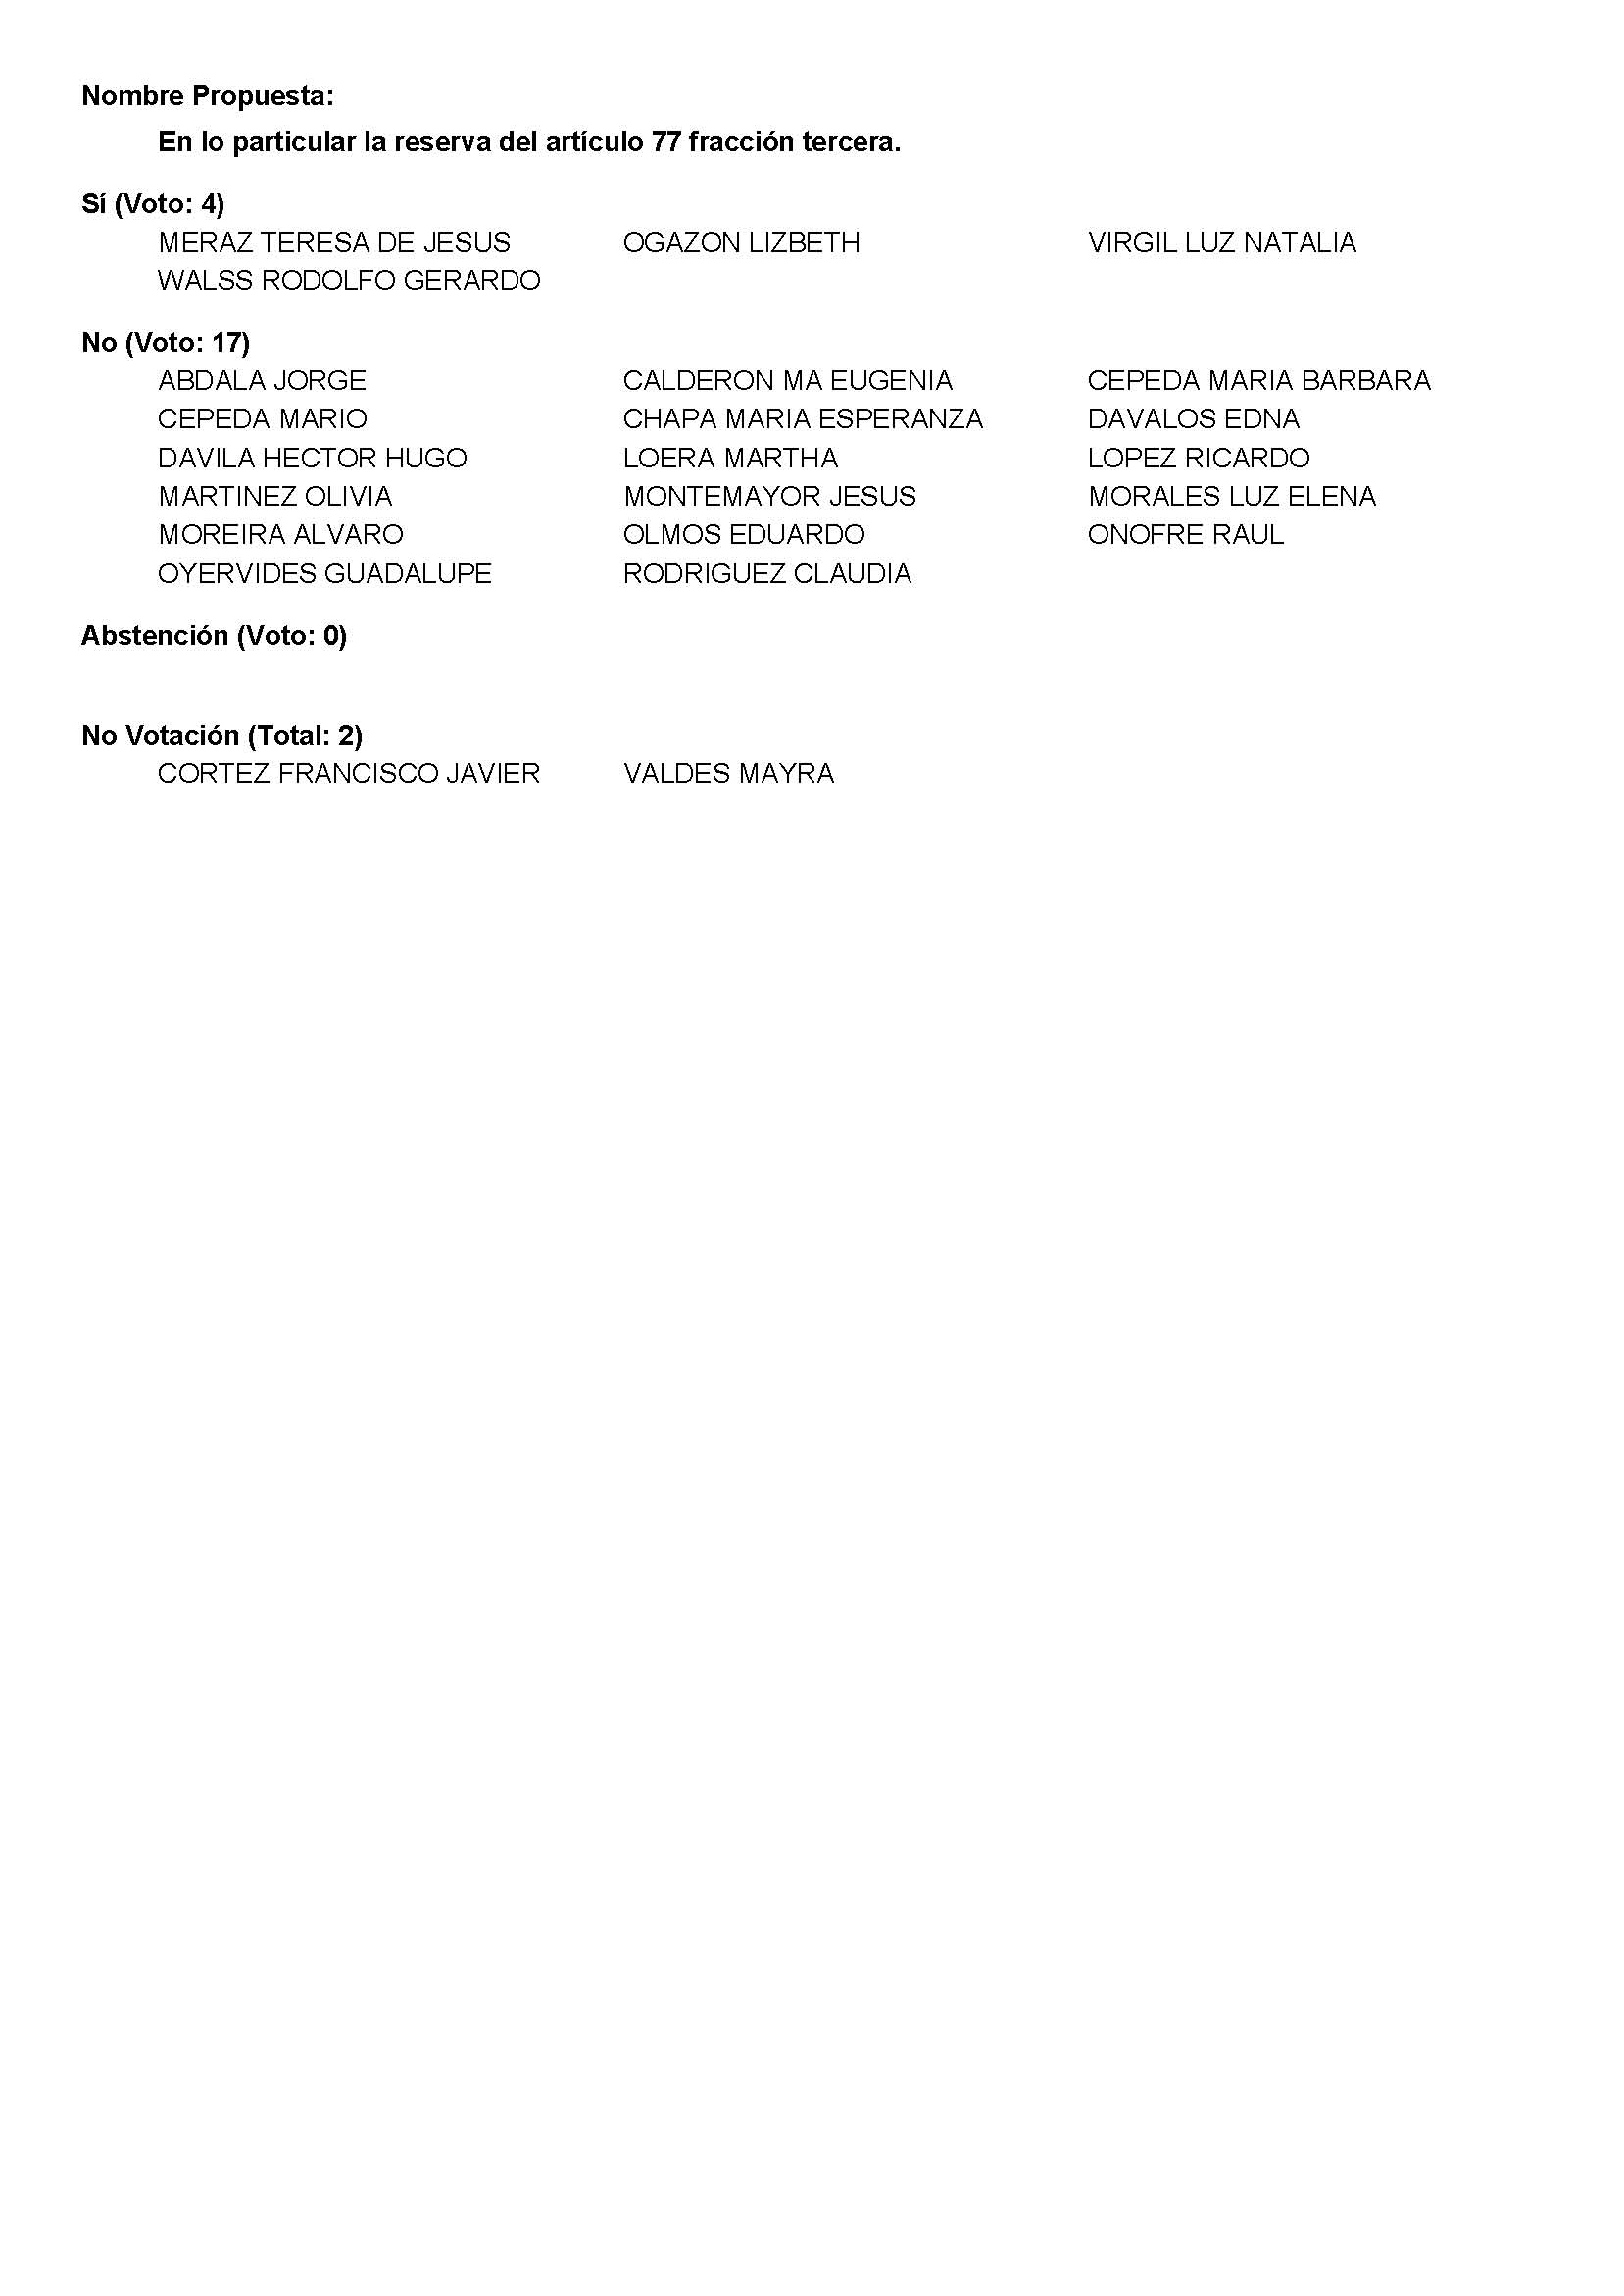 Nombre Propuesta:
En lo particular la reserva del artículo 77 fracción tercera.
Sí (Voto: 4)
MERAZ TERESA DE JESUS OGAZON LIZBETH VIRGIL LUZ NATALIA
WALSS RODOLFO GERARDO
No (Voto: 17)
ABDALA JORGE CALDERON MA EUGENIA CEPEDA MARIA BARBARA
CEPEDA MARIO CHAPA MARIA ESPERANZA DAVALOS EDNA
DAVILA HECTOR HUGO LOERA MARTHA LOPEZ RICARDO
MARTINEZ OLIVIA MONTEMAYOR JESUS MORALES LUZ ELENA
MOREIRA ALVARO OLMOS EDUARDO ONOFRE RAUL
OYERVIDES GUADALUPE RODRIGUEZ CLAUDIA
Abstención (Voto: 0)
No Votación (Total: 2)
CORTEZ FRANCISCO JAVIER VALDES MAYRA